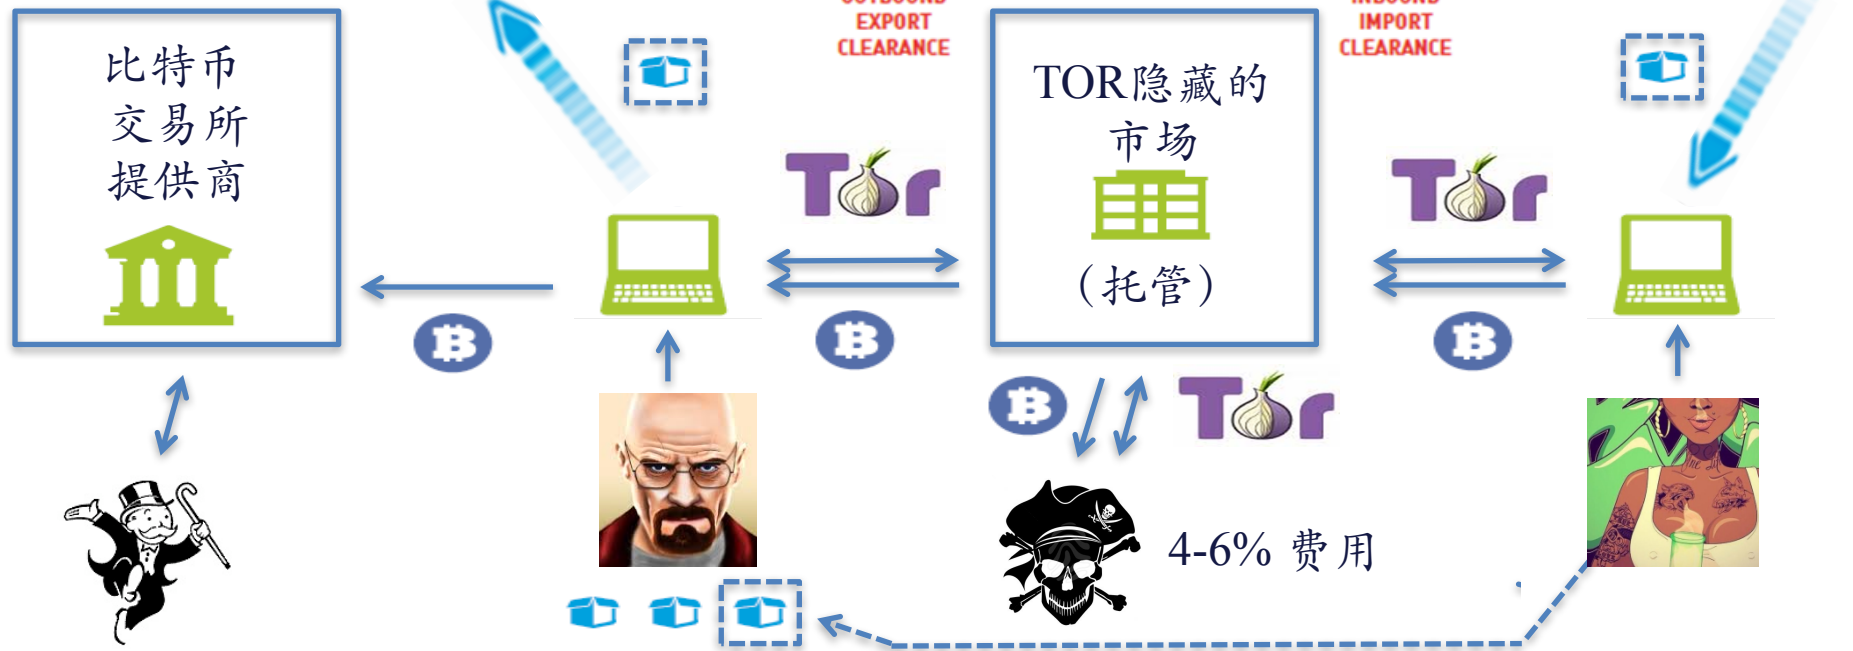 比特币
交易所
提供商
EXPORT
CLEARANCE
TOR隐藏的
市场
(托管)
IMPORT
CLEARANCE
Tor
Tor
Tor
4-6% 费用